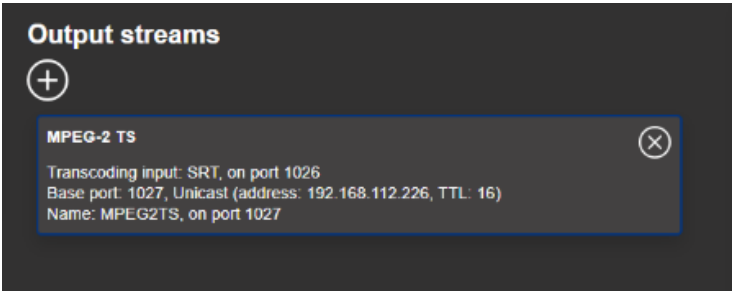 Output streams
MPEG-2 TS
Transcoding input: SRT, on port 1026
Base port: 1027, Unicast (address: 192.168.112.226, TTL: 16)
Name: MPEG2TS, on port 1027